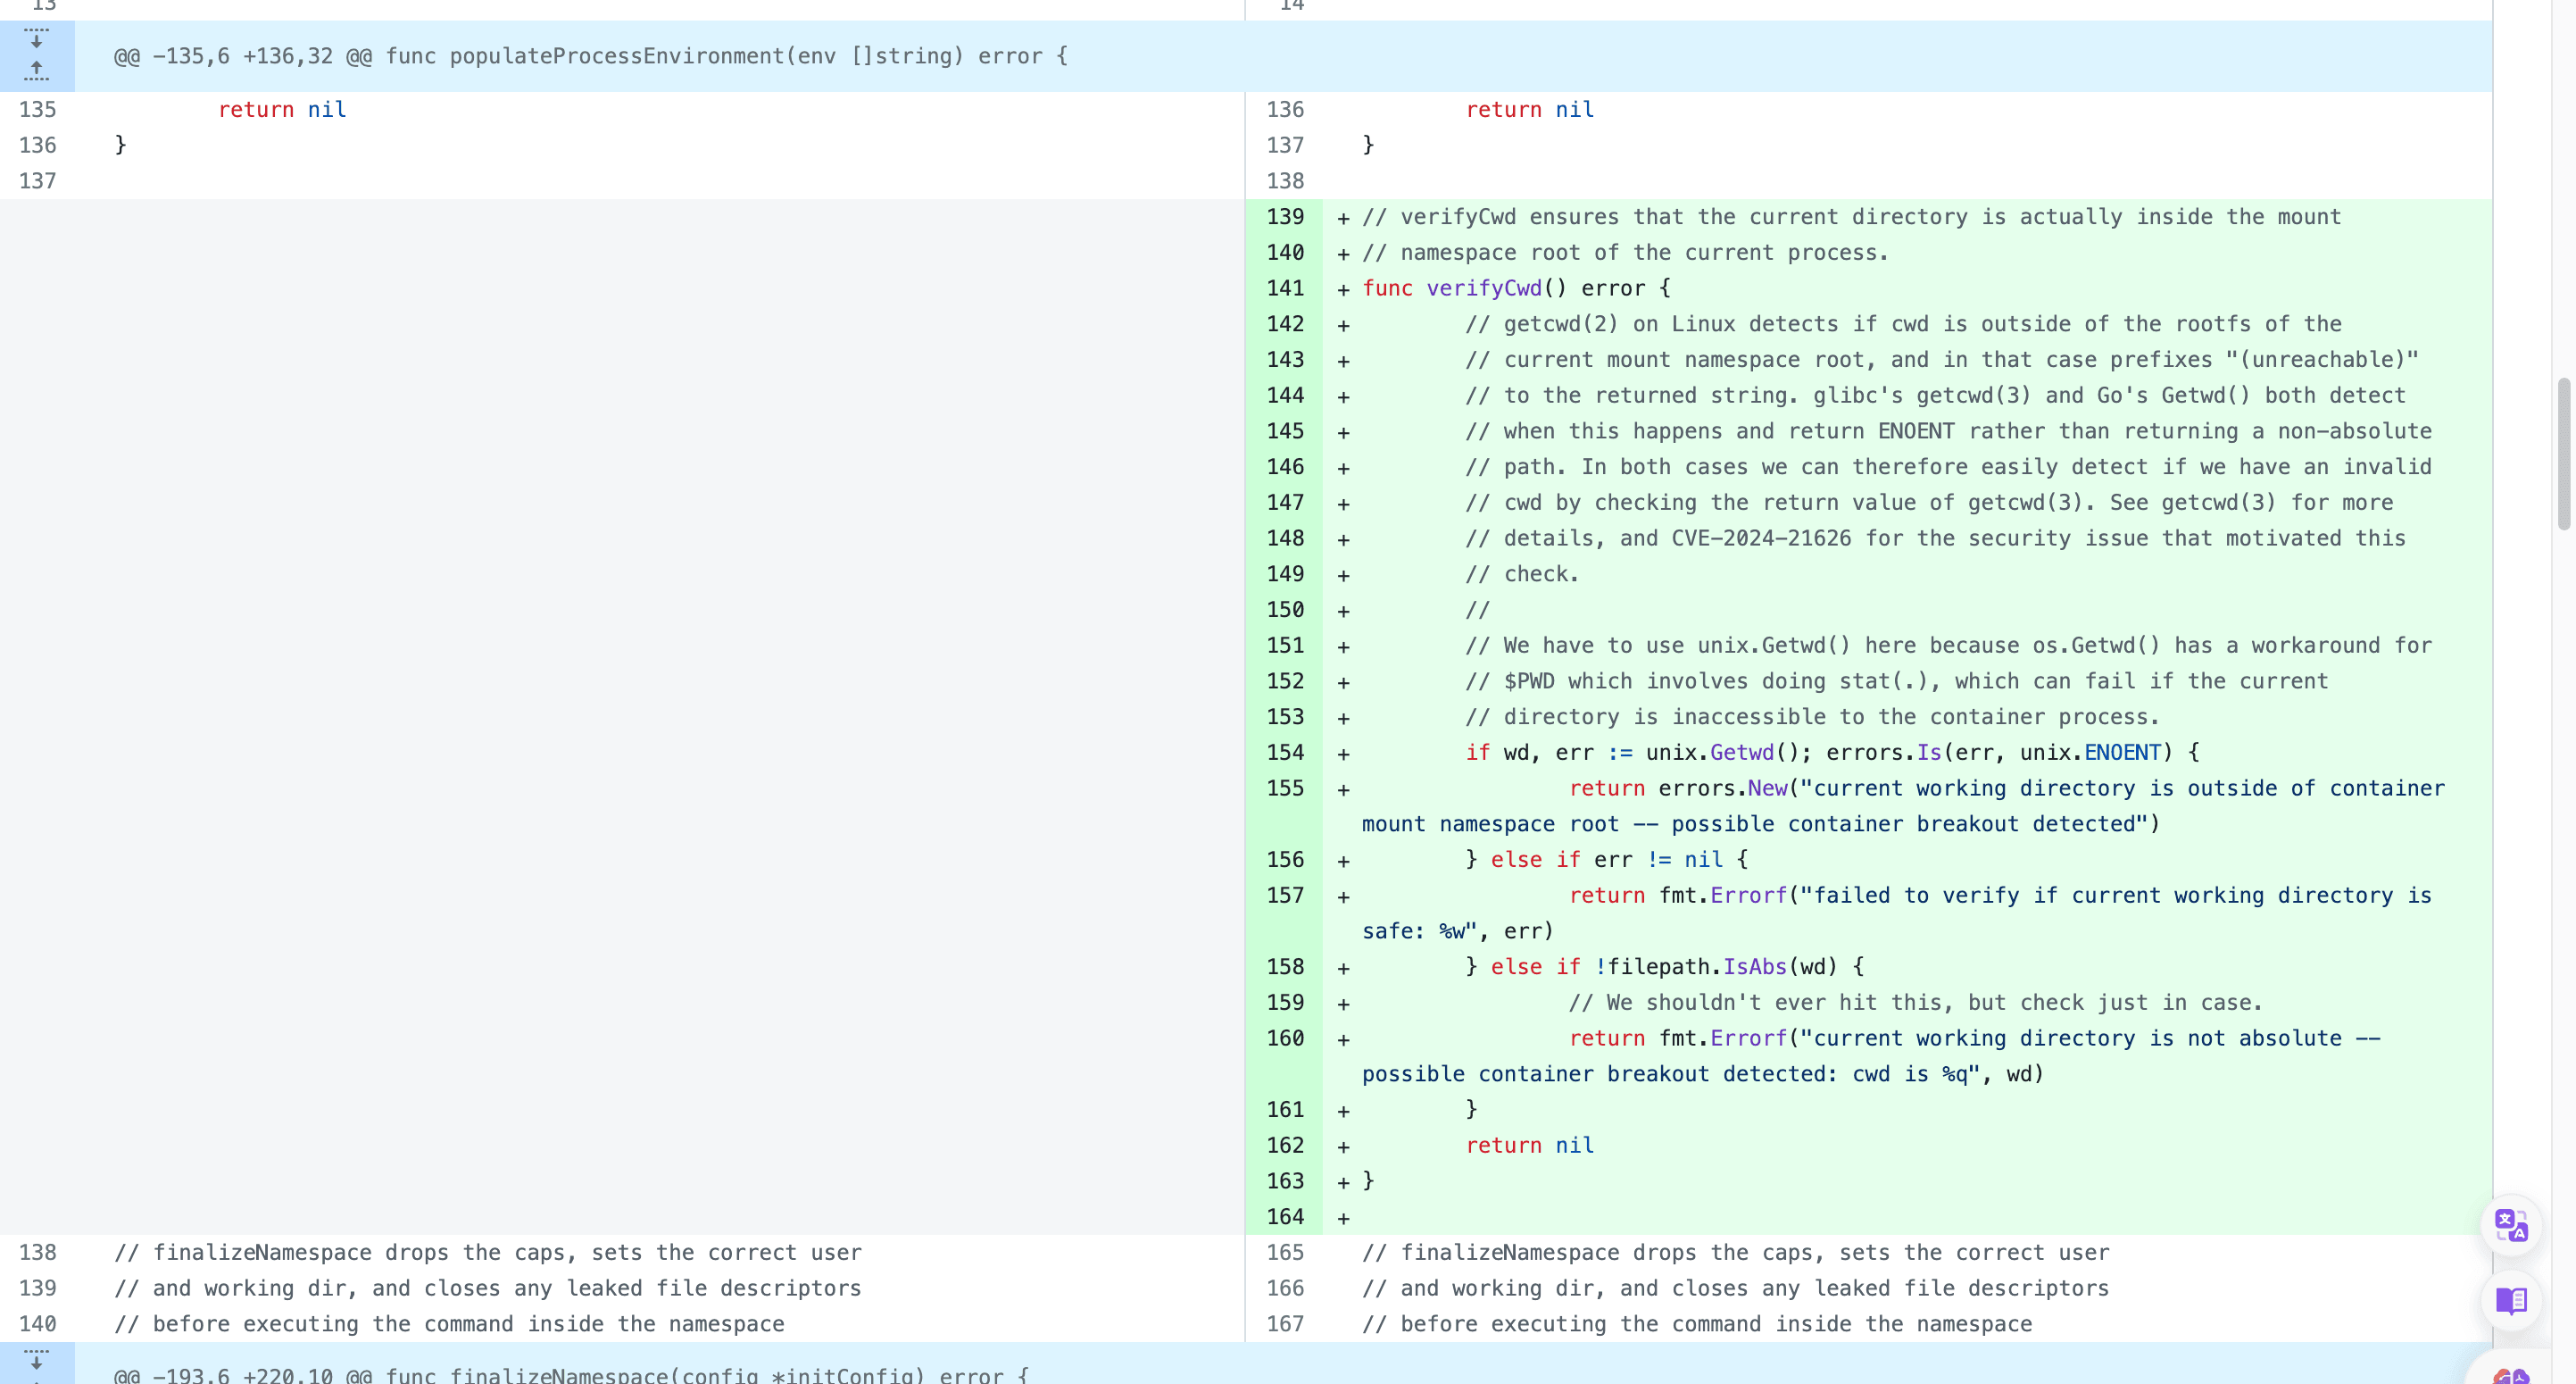 13 14
@@ -135,6 +136,32 @@ func populateProcessEnvironment(env []string) error {
135 return nil 136 return nil
136 } 137 }
137 138
139 + // verifyCwd ensures that the current directory is actually inside the mount
140 + // namespace root of the current process.
141 + func verifyCwd() error {
142 + // getcwd(2) on Linux detects if cwd is outside of the rootfs of the
143 + // current mount namespace root, and in that case prefixes "(unreachable)"
144 + // to the returned string. glibc's getcwd(3) and Go's Getwd() both detect
145 + // when this happens and return ENOENT rather than returning a non-absolute
146 + // path. In both cases we can therefore easily detect if we have an invalid
147 + // cwd by checking the return value of getcwd(3). See getcwd(3) for more
148 + // details, and CVE-2024-21626 for the security issue that motivated this
149 + // check.
150 + //
151 + // We have to use unix.Getwd() here because os.Getwd() has a workaround for
152 + // $PWD which involves doing stat(.), which can fail if the current
153 + // directory is inaccessible to the container process.
154 + if wd, err := unix.Getwd(); errors.Is(err, unix.ENOENT) {
155 + return errors.New("current working directory is outside of container
mount namespace root -- possible container breakout detected")
156 + } else if err != nil {
157 + return fmt.Errorf("failed to verify if current working directory is
safe: %w", err)
158 + } else if !filepath.IsAbs(wd) {
159 + // We shouldn't ever hit this, but check just in case.
160 + return fmt.Errorf("current working directory is not absolute --
possible container breakout detected: cwd is %q", wd)
161 + }
162 + return nil
163 + }
164 +
138 // finalizeNamespace drops the caps, sets the correct user 165 // finalizeNamespace drops the caps, sets the correct user
139 // and working dir, and closes any leaked file descriptors 166 // and working dir, and closes any leaked file descriptors
140 // before executing the command inside the namespace 167 // before executing the command inside the namespace
@@ -193,6 +220,10 @@ func finalizeNamespace(config *initConfig) error {